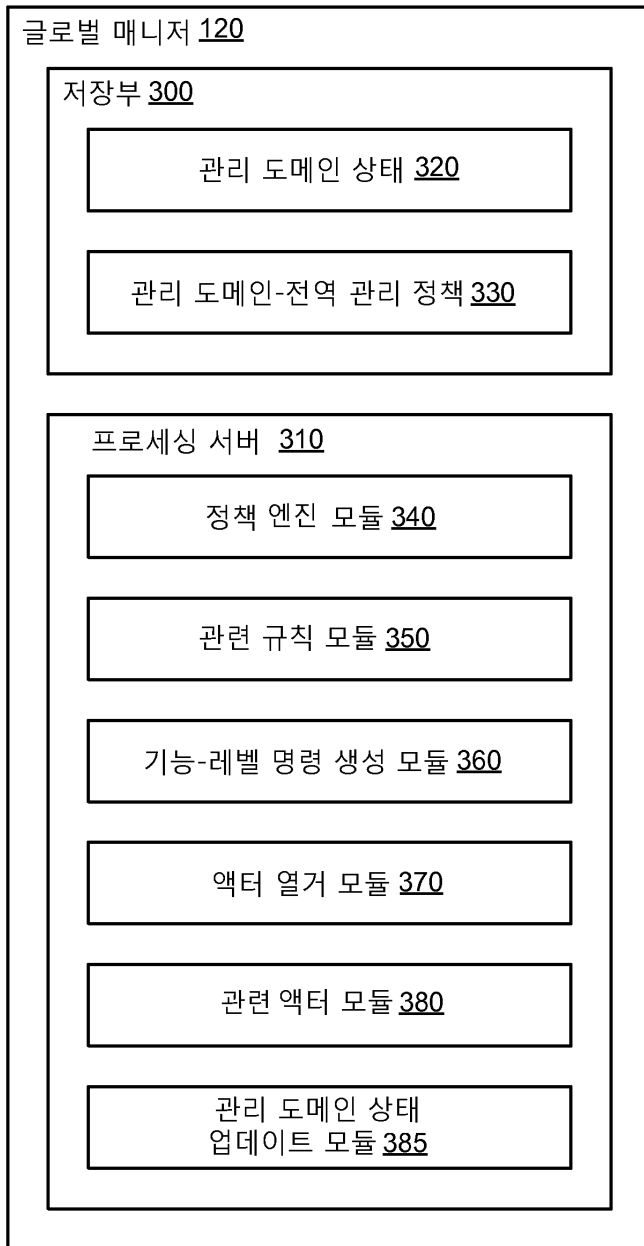 글로벌 매니저 120
저장부 300
관리 도메인 상태 320
관리 도메인-전역 관리 정책 330
프로세싱 서버 310
정책 엔진 모듈 340
관련 규칙 모듈 350
기능-레벨 명령 생성 모듈 360
액터 열거 모듈 370
관련 액터 모듈 380
관리 도메인 상태
업데이트 모듈 385